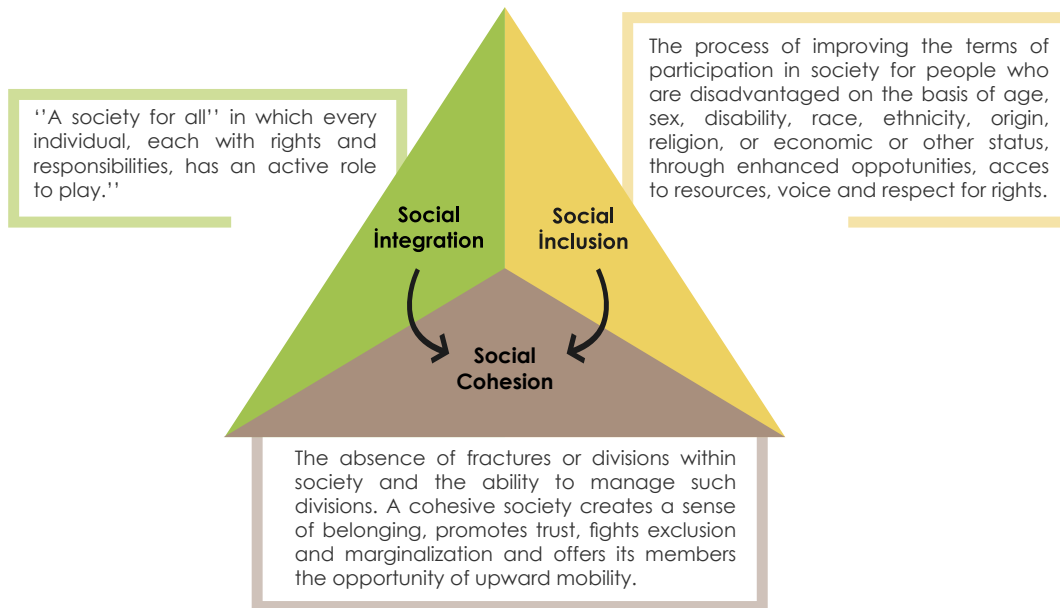 ‘’A society for all’’ in which every
individual, each with rights and
responsibilities, has an active role
to play.’’
The process of improving the terms of
participation in society for people who
are disadvantaged on the basis of age,
sex, disability, race, ethnicity, origin,
religion, or economic or other status,
through enhanced oppotunities, acces
to resources, voice and respect for rights.
Social
İntegration
Social
İnclusion
Social
Cohesion
The absence of fractures or divisions within
society and the ability to manage such
divisions. A cohesive society creates a sense
of belonging, promotes trust, fights exclusion
and marginalization and offers its members
the opportunity of upward mobility.